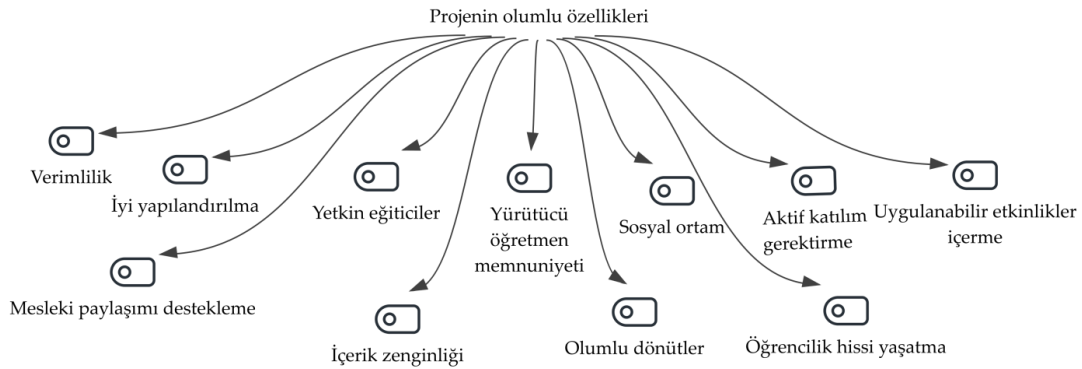 Projenin olumlu özellikleri
Verimlilik
İyi yapılandırılma
Yetkin eğiticiler
Yürütücü
öğretmen
memnuniyeti
Sosyal ortam
Aktif katılım
gerektirme
Uygulanabilir etkinlikler
içerme
Mesleki paylaşımı destekleme
İçerik zenginliği
Olumlu dönütler
Öğrencilik hissi yaşatma